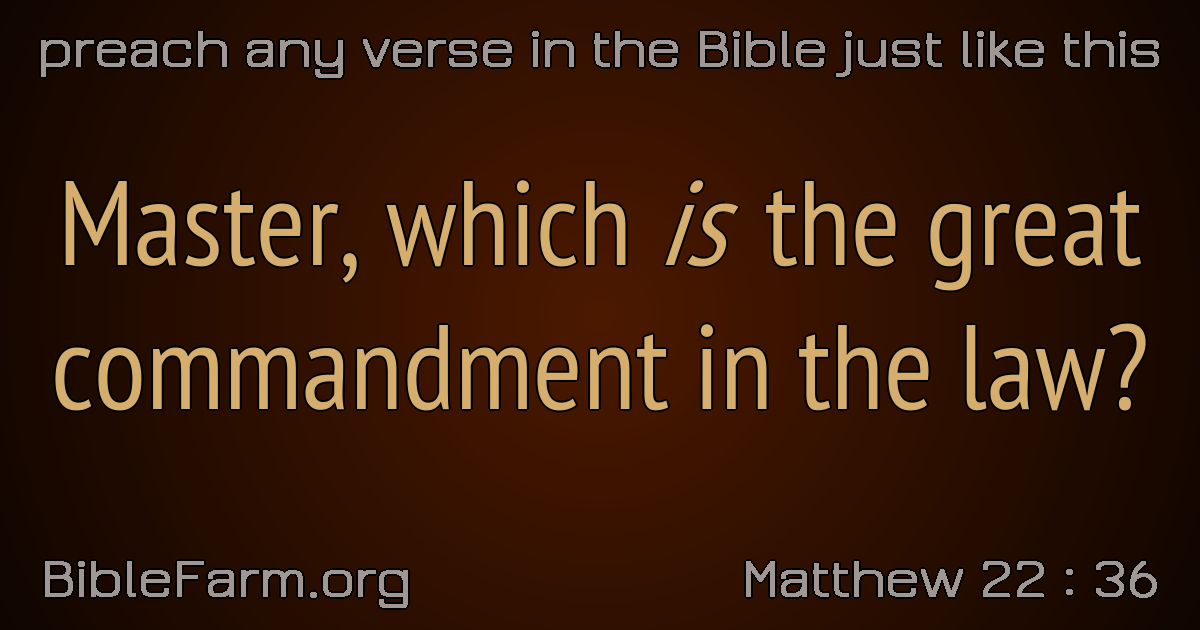 preach any verse in the Bible just like this
Master, which is the great
commandment in the law?
BibleFarm.org
Matthew 22 : 36